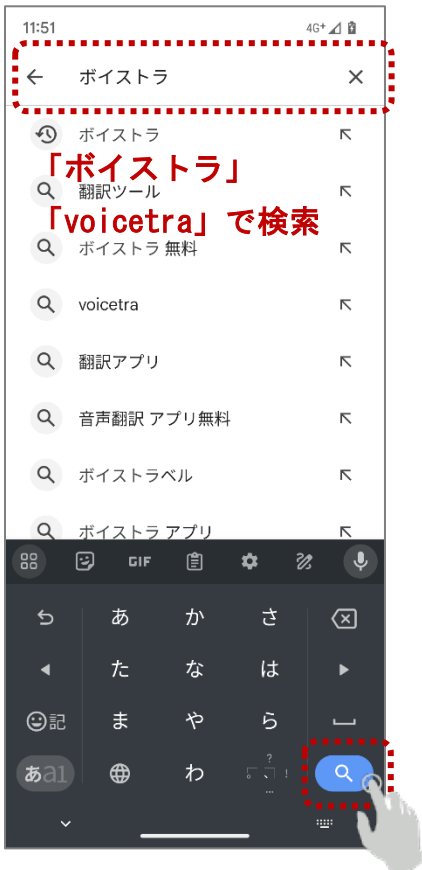 11:51
4G+
ボイストラ
ボイストラ
「ボイストラ」
翻訳ツール
「voicetra」で検索
ボイストラ 無料
voicetra
翻訳アプリ
音声翻訳 アプリ無料
ボイストラベル
ボイストラ アプリ
GIF
あ か さ
た な は
記 ま や ら
あa1 わ 。?、!…